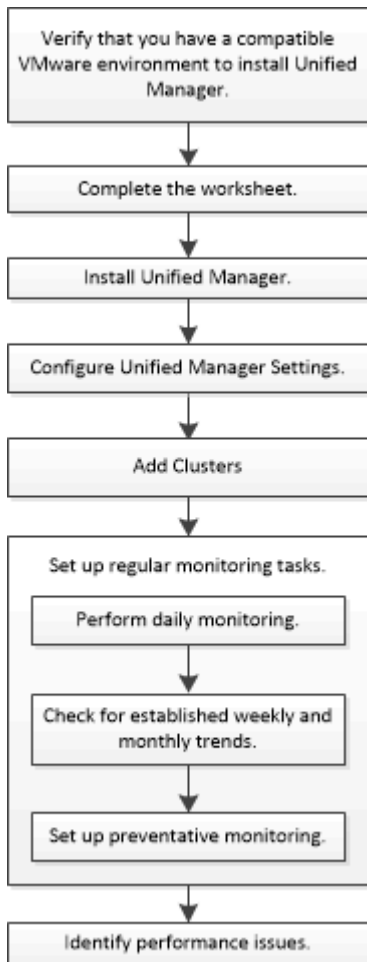 Verify that you have a compatible
VMware environment to install Unified
Manager.
Complete the worksheet.
Install Unified Manager.
Configure Unified Manager Settings.
Add Clusters
Set up regular monitoring tasks.
Perform daily monitoring.
Check for established weekly and
monthly trends.
Set up preventative monitoring.
Identify performance issues.